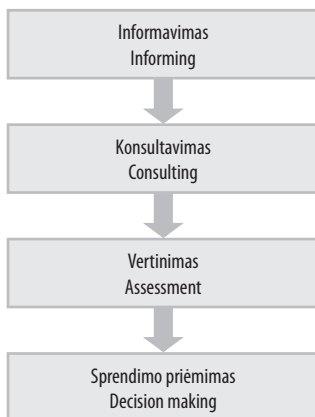 Informavimas
Informing
Konsultavimas
Consulting
Vertinimas
Assessment
Sprendimo priėmimas
Decision making